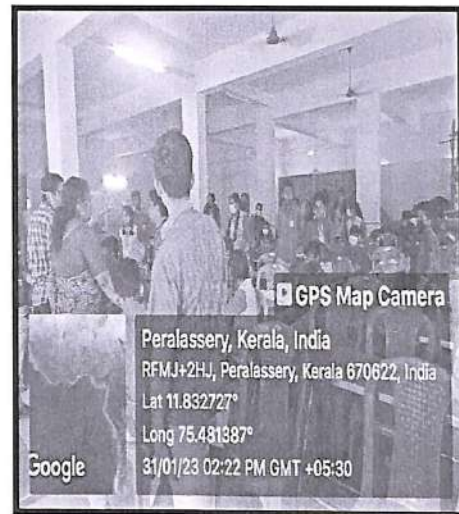 GPS Map Camera
Peralassery, Kerala, India
RFMJ+2HJ, Peralassery, Kerala 670622, India
Lat 11.832727°
Long 75.481387°
31/01/23 02:22 PM GMT +05:30
Google